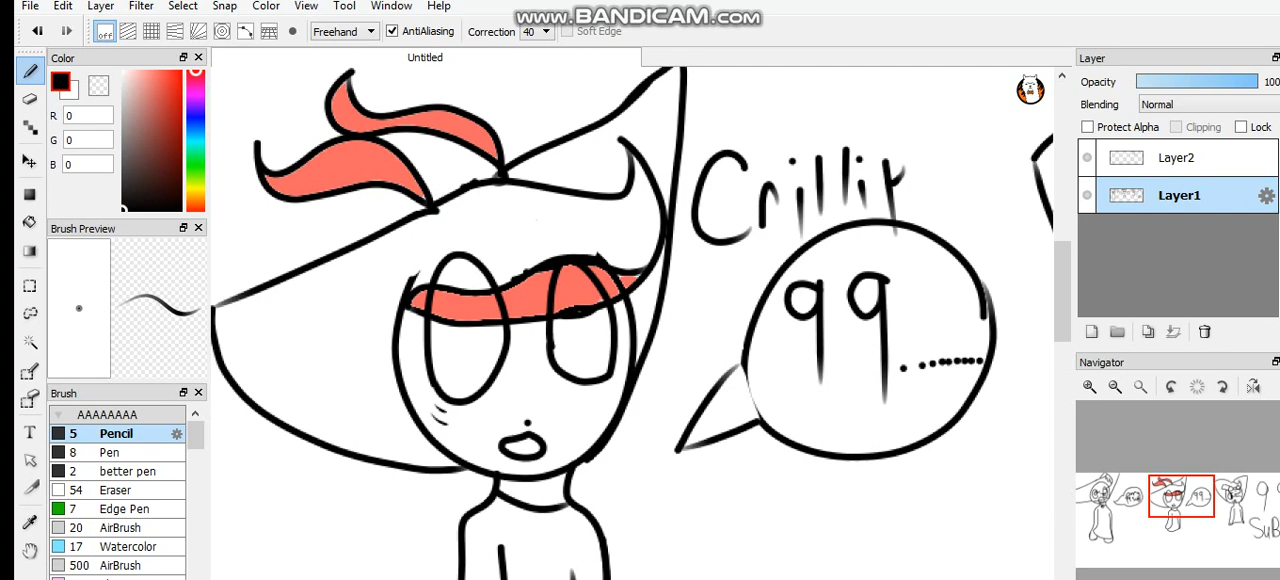 www.BANDICAM.com
File Edit Layer Filter Select Snap Color View Tool Window Help
off Freehand AntiAliasing Correction 40 Soft Edge
Untitled
Color
R 0
G 0
B 0
Brush Preview
Brush
AAAAAAAA
5 Pencil
8 Pen
2 better pen
54 Eraser
7 Edge Pen
20 AirBrush
17 Watercolor
500 AirBrush
T
99.......
Layer
Opacity 100
Blending Normal
Protect Alpha Clipping Lock
Layer2
Layer1
Navigator
99
SuB